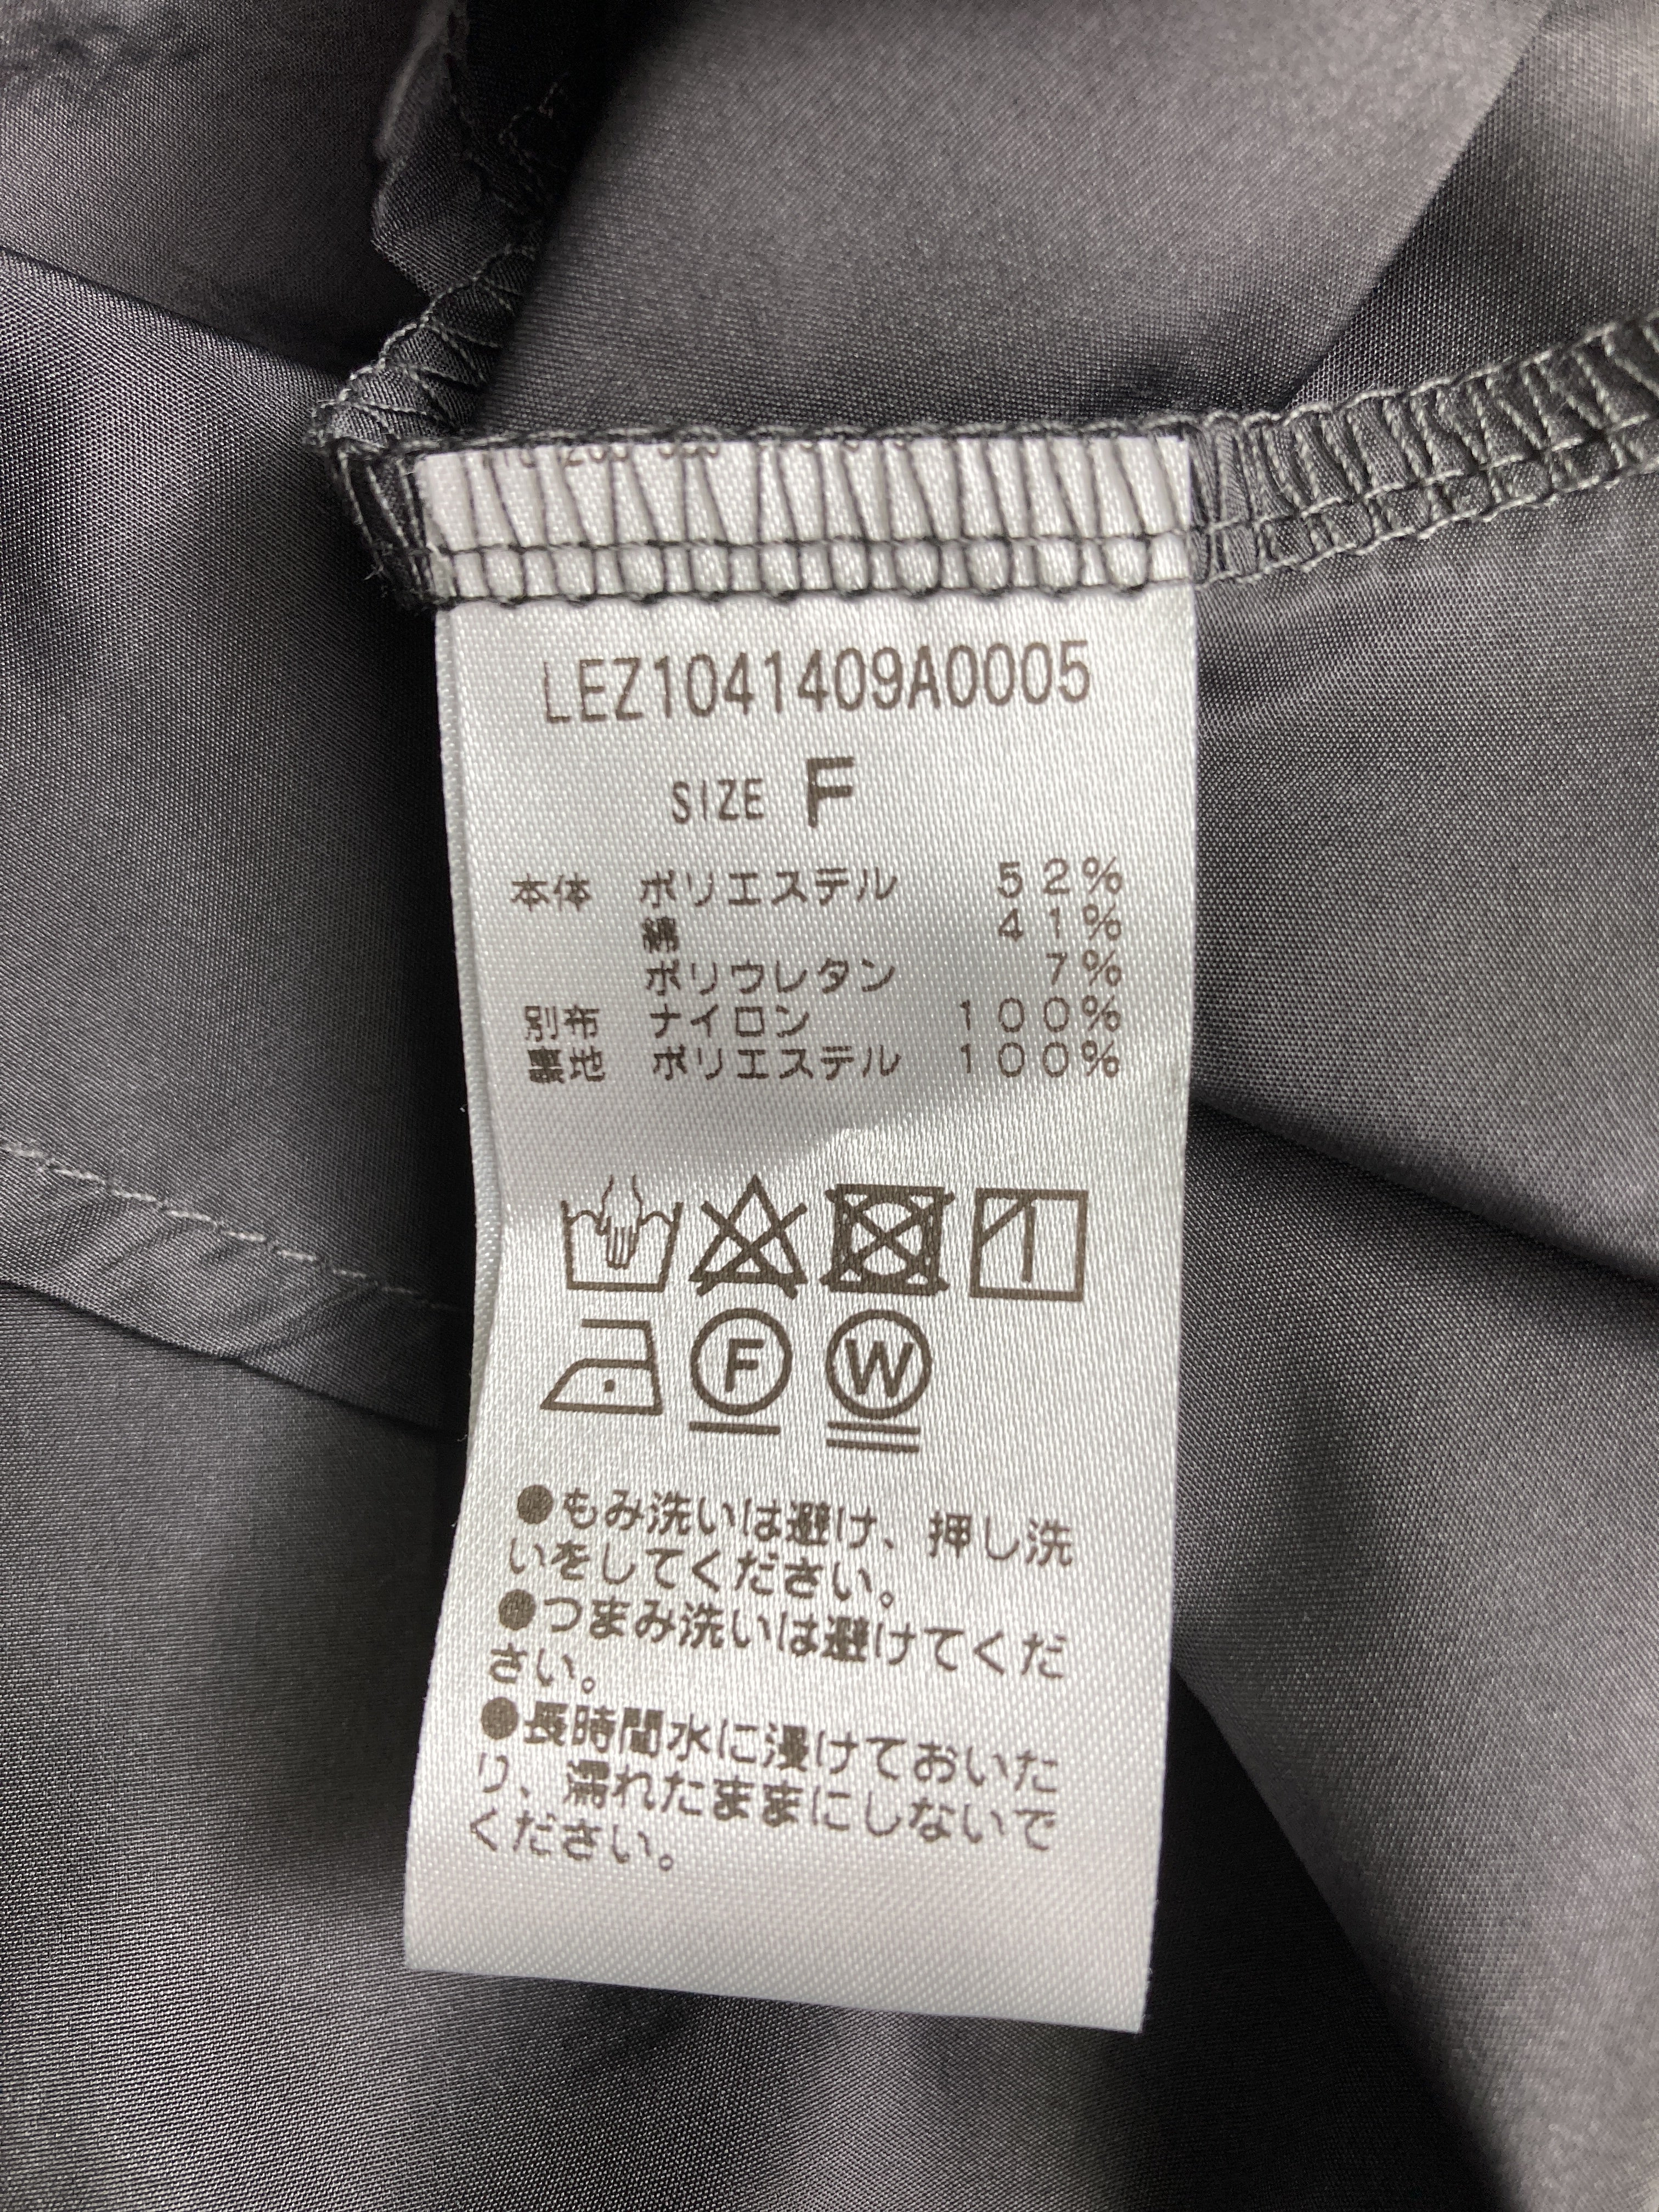 LEZ1041409A0005
SIZE F
本体 ポリエステル 52%
綿 41%
ポリウレタン 7%
別布 ナイロン 100%
裏地 ポリエステル 100%
F W
●もみ洗いは避け、押し洗
いをしてください。
●つまみ洗いは避けてくだ
さい。
●長時間水に浸けておいた
り、濡れたままにしないで
ください。